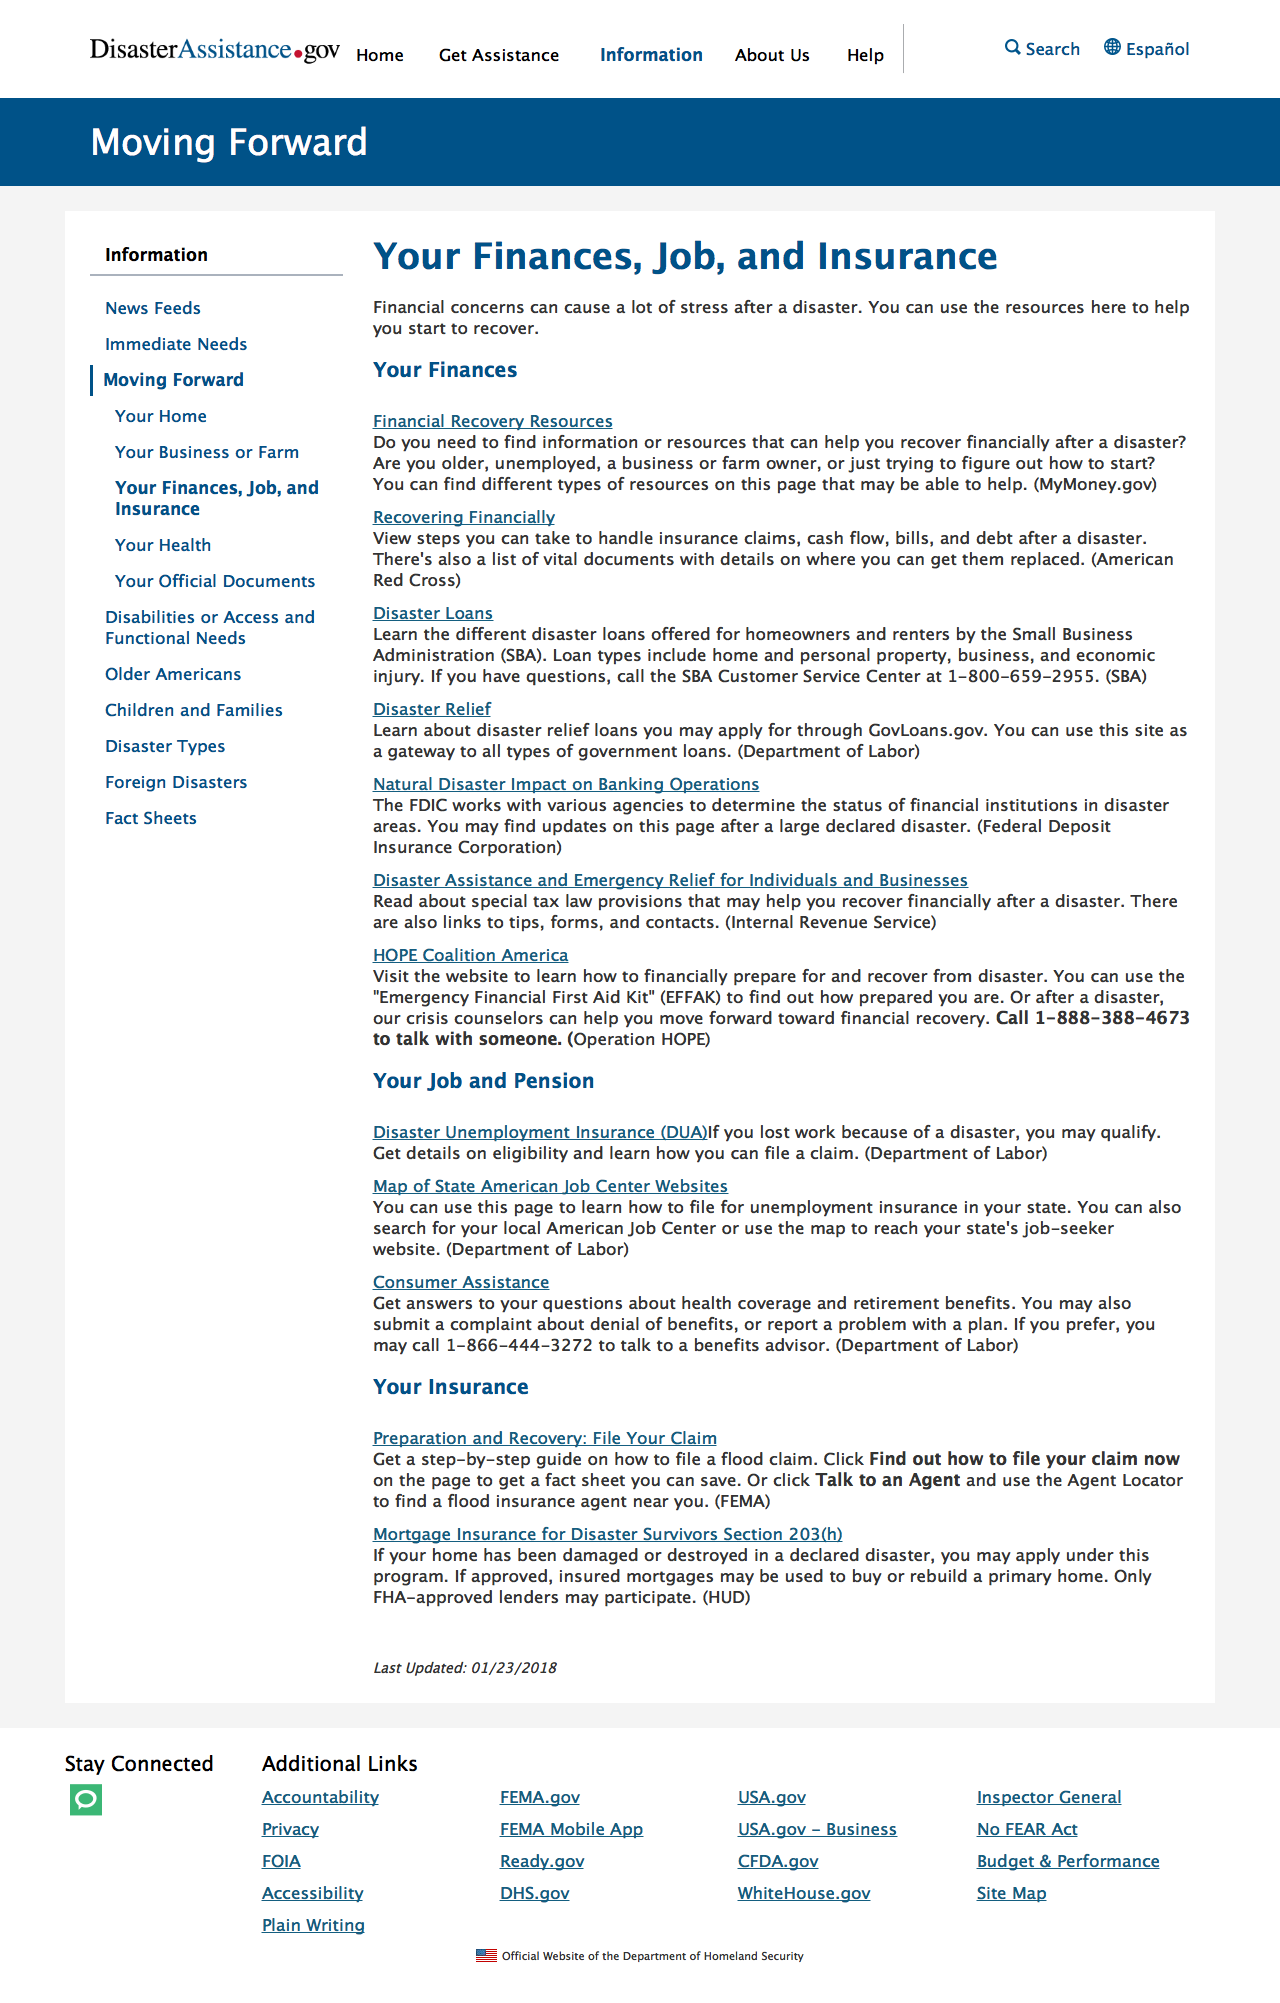 DisasterAssistance.gov
Home
Get Assistance
Information
About Us
Help
Search
Español
Moving Forward
Information
News Feeds
Immediate Needs
Moving Forward
Your Home
Your Business or Farm
Your Finances, Job, and
Insurance
Your Health
Your Official Documents
Disabilities or Access and
Functional Needs
Older Americans
Children and Families
Disaster Types
Foreign Disasters
Fact Sheets
Your Finances, Job, and Insurance
Financial concerns can cause a lot of stress after a disaster. You can use the resources here to help
you start to recover.
Your Finances
Financial Recovery Resources
Do you need to find information or resources that can help you recover financially after a disaster?
Are you older, unemployed, a business or farm owner, or just trying to figure out how to start?
You can find different types of resources on this page that may be able to help. (MyMoney.gov)
Recovering Financially
View steps you can take to handle insurance claims, cash flow, bills, and debt after a disaster.
There's also a list of vital documents with details on where you can get them replaced. (American
Red Cross)
Disaster Loans
Learn the different disaster loans offered for homeowners and renters by the Small Business
Administration (SBA). Loan types include home and personal property, business, and economic
injury. If you have questions, call the SBA Customer Service Center at 1-800-659-2955. (SBA)
Disaster Relief
Learn about disaster relief loans you may apply for through GovLoans.gov. You can use this site as
a gateway to all types of government loans. (Department of Labor)
Natural Disaster Impact on Banking Operations
The FDIC works with various agencies to determine the status of financial institutions in disaster
areas. You may find updates on this page after a large declared disaster. (Federal Deposit
Insurance Corporation)
Disaster Assistance and Emergency Relief for Individuals and Businesses
Read about special tax law provisions that may help you recover financially after a disaster. There
are also links to tips, forms, and contacts. (Internal Revenue Service)
HOPE Coalition America
Visit the website to learn how to financially prepare for and recover from disaster. You can use the
"Emergency Financial First Aid Kit" (EFFAK) to find out how prepared you are. Or after a disaster,
our crisis counselors can help you move forward toward financial recovery. Call 1-888-388-4673
to talk with someone. (Operation HOPE)
Your Job and Pension
Disaster Unemployment Insurance (DUA)If you lost work because of a disaster, you may qualify.
Get details on eligibility and learn how you can file a claim. (Department of Labor)
Map of State American Job Center Websites
You can use this page to learn how to file for unemployment insurance in your state. You can also
search for your local American Job Center or use the map to reach your state's job-seeker
website. (Department of Labor)
Consumer Assistance
Get answers to your questions about health coverage and retirement benefits. You may also
submit a complaint about denial of benefits, or report a problem with a plan. If you prefer, you
may call 1-866-444-3272 to talk to a benefits advisor. (Department of Labor)
Your Insurance
Preparation and Recovery: File Your Claim
Get a step-by-step guide on how to file a flood claim. Click Find out how to file your claim now
on the page to get a fact sheet you can save. Or click Talk to an Agent and use the Agent Locator
to find a flood insurance agent near you. (FEMA)
Mortgage Insurance for Disaster Survivors Section 203(h)
If your home has been damaged or destroyed in a declared disaster, you may apply under this
program. If approved, insured mortgages may be used to buy or rebuild a primary home. Only
FHA-approved lenders may participate. (HUD)
Last Updated: 01/23/2018
Stay Connected
Additional Links
Accountability
Privacy
FOIA
Accessibility
Plain Writing
FEMA.gov
FEMA Mobile App
Ready.gov
DHS.gov
USA.gov
USA.gov - Business
CFDA.gov
WhiteHouse.gov
Inspector General
No FEAR Act
Budget & Performance
Site Map
Official Website of the Department of Homeland Security